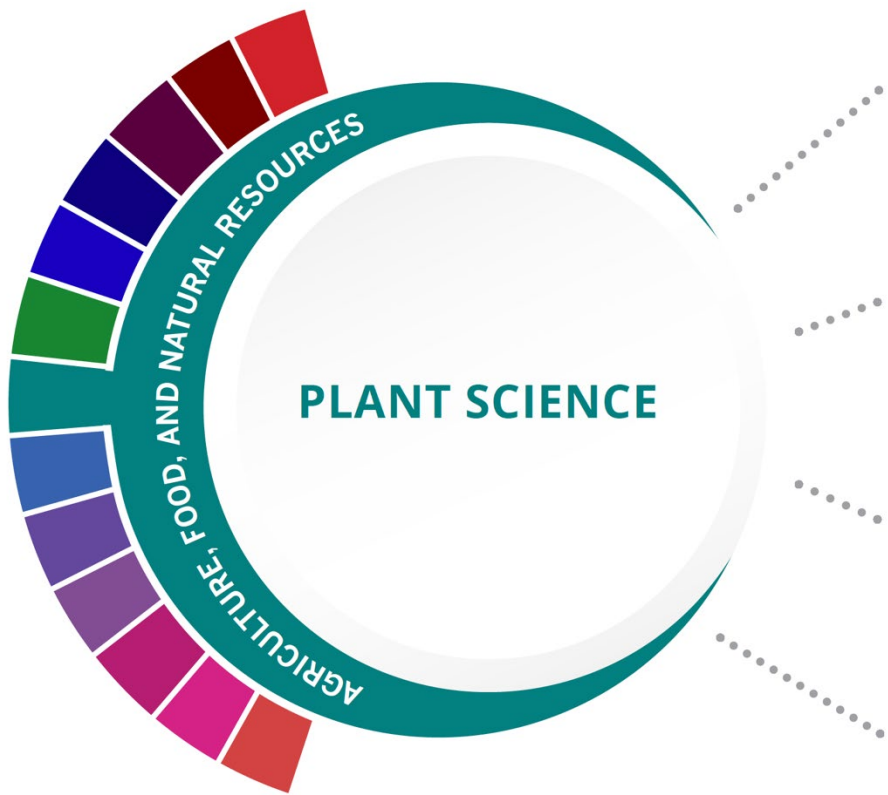 AGRICULTURE, FOOD, AND NATURAL RESOURCES
PLANT SCIENCE